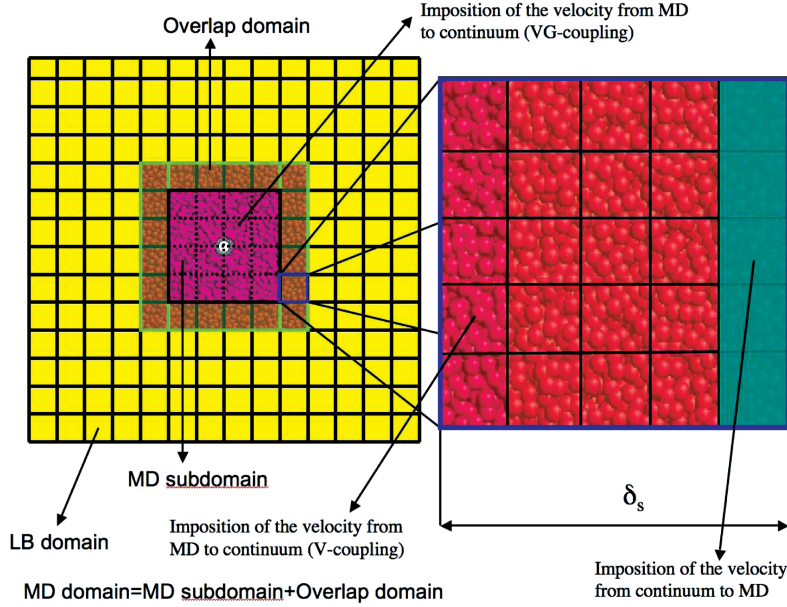 Imposition of the velocity from MD
to continuum (VG-coupling)
Overlap domain
MD subdomain
δs
Imposition of the velocity from
MD to continuum (V-coupling)
LB domain
Imposition of the velocity
from continuum to MD
MD domain=MD subdomain+Overlap domain